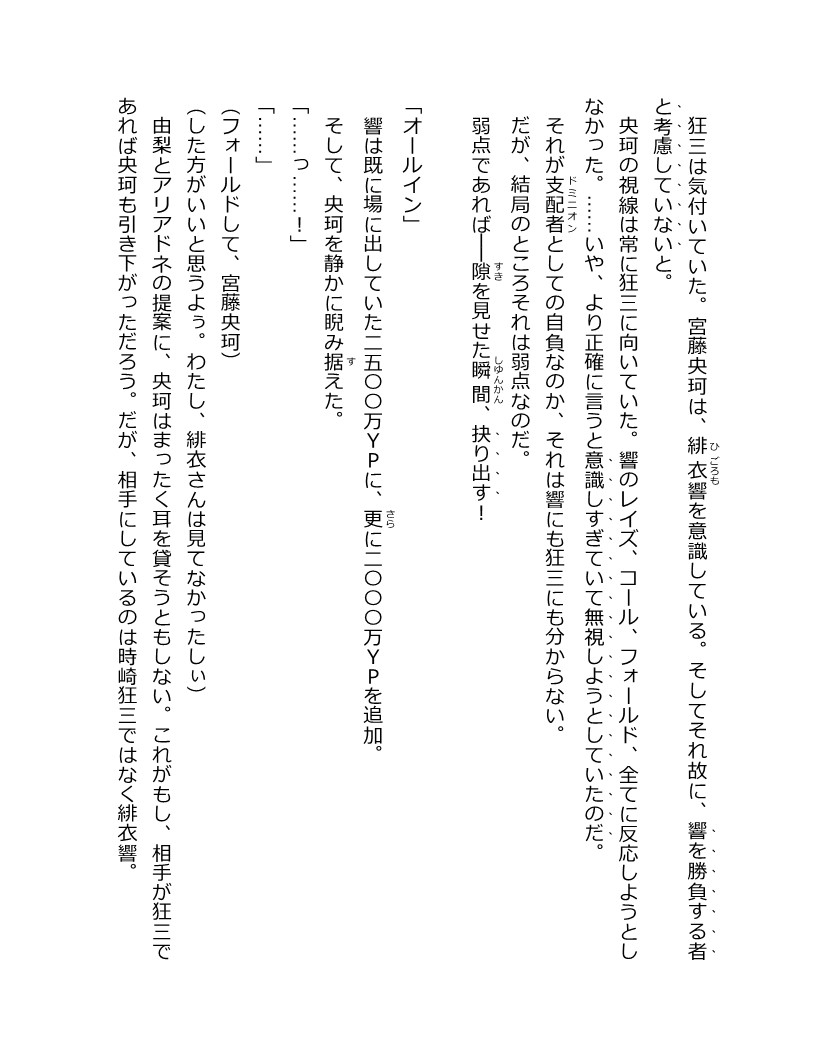 狂三は気付いていた。宮藤央珂は、緋衣響を意識している。そしてそれ故に、響を勝負する者
と考慮していないと。
央珂の視線は常に狂三に向いていた。響のレイズ、コール、フォールド、全てに反応しようとし
なかった。……いや、より正確に言うと意識しすぎていて無視しようとしていたのだ。
それが支配者としての自負なのか、それは響にも狂三にも分からない。
だが、結局のところそれは弱点なのだ。
弱点であれば――隙を見せた瞬間、抉り出す！
「オールイン」
響は既に場に出していた二五〇〇万ＹＰに、更に二〇〇〇万ＹＰを追加。
そして、央珂を静かに睨み据えた。
「……っ……！」
「……」
（フォールドして、宮藤央珂）
（した方がいいと思うよぅ。わたし、緋衣さんは見てなかったしぃ）
由梨とアリアドネの提案に、央珂はまったく耳を貸そうともしない。これがもし、相手が狂三で
あれば央珂も引き下がっただろう。だが、相手にしているのは時崎狂三ではなく緋衣響。